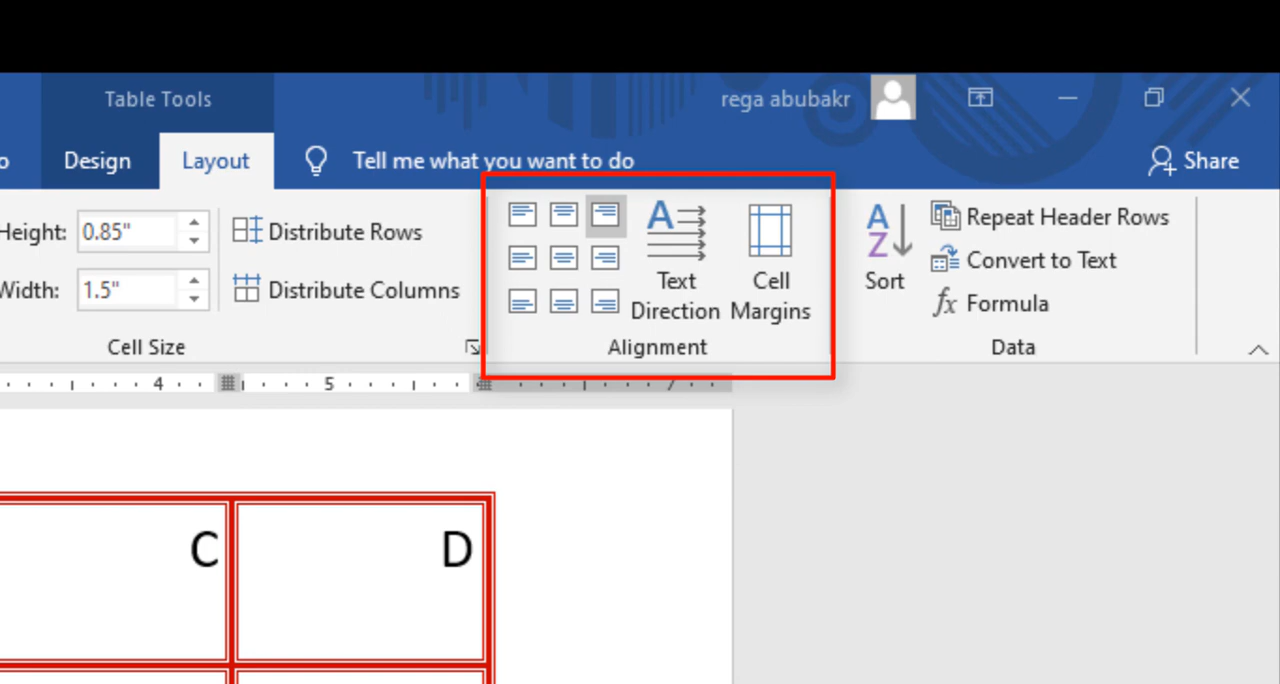 Table Tools
rega abubakr
Design
Layout
Tell me what you want to do
Share
Height:
0.85"
Width:
1.5"
Distribute Rows
Distribute Columns
Cell Size
Text
Direction
Cell
Margins
Alignment
A
Z
Sort
Repeat Header Rows
Convert to Text
fx Formula
Data
4
5
7
C
D